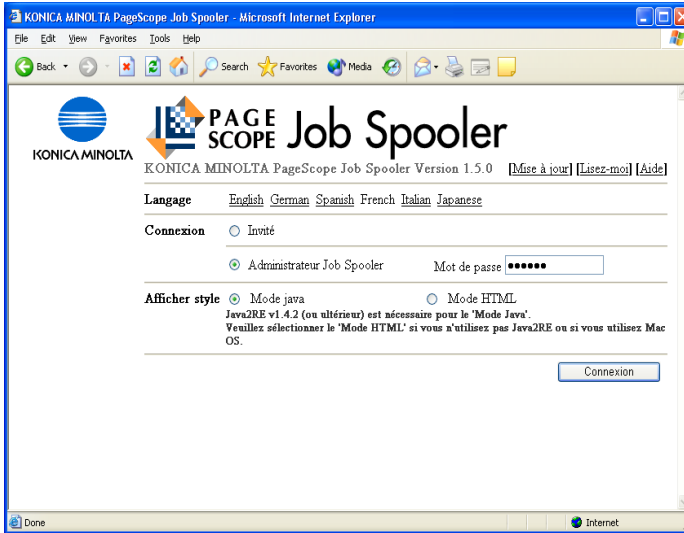 KONICA MINOLTA PageScope Job Spooler - Microsoft Internet Explorer
File Edit View Favorites Tools Help
Back Search Favorites Media
KONICA MINOLTA
PAGE SCOPE Job Spooler
KONICA MINOLTA PageScope Job Spooler Version 1.5.0 [Mise à jour] [Lisez-moi] [Aide]
Langage English German Spanish French Italian Japanese
Connexion Invité
Administrateur Job Spooler Mot de passe ••••••
Afficher style Mode java Mode HTML
Java2RE v1.4.2 (ou ultérieur) est nécessaire pour le 'Mode Java'.
Veuillez sélectionner le 'Mode HTML' si vous n'utilisez pas Java2RE ou si vous utilisez Mac
OS.
Connexion
Done Internet